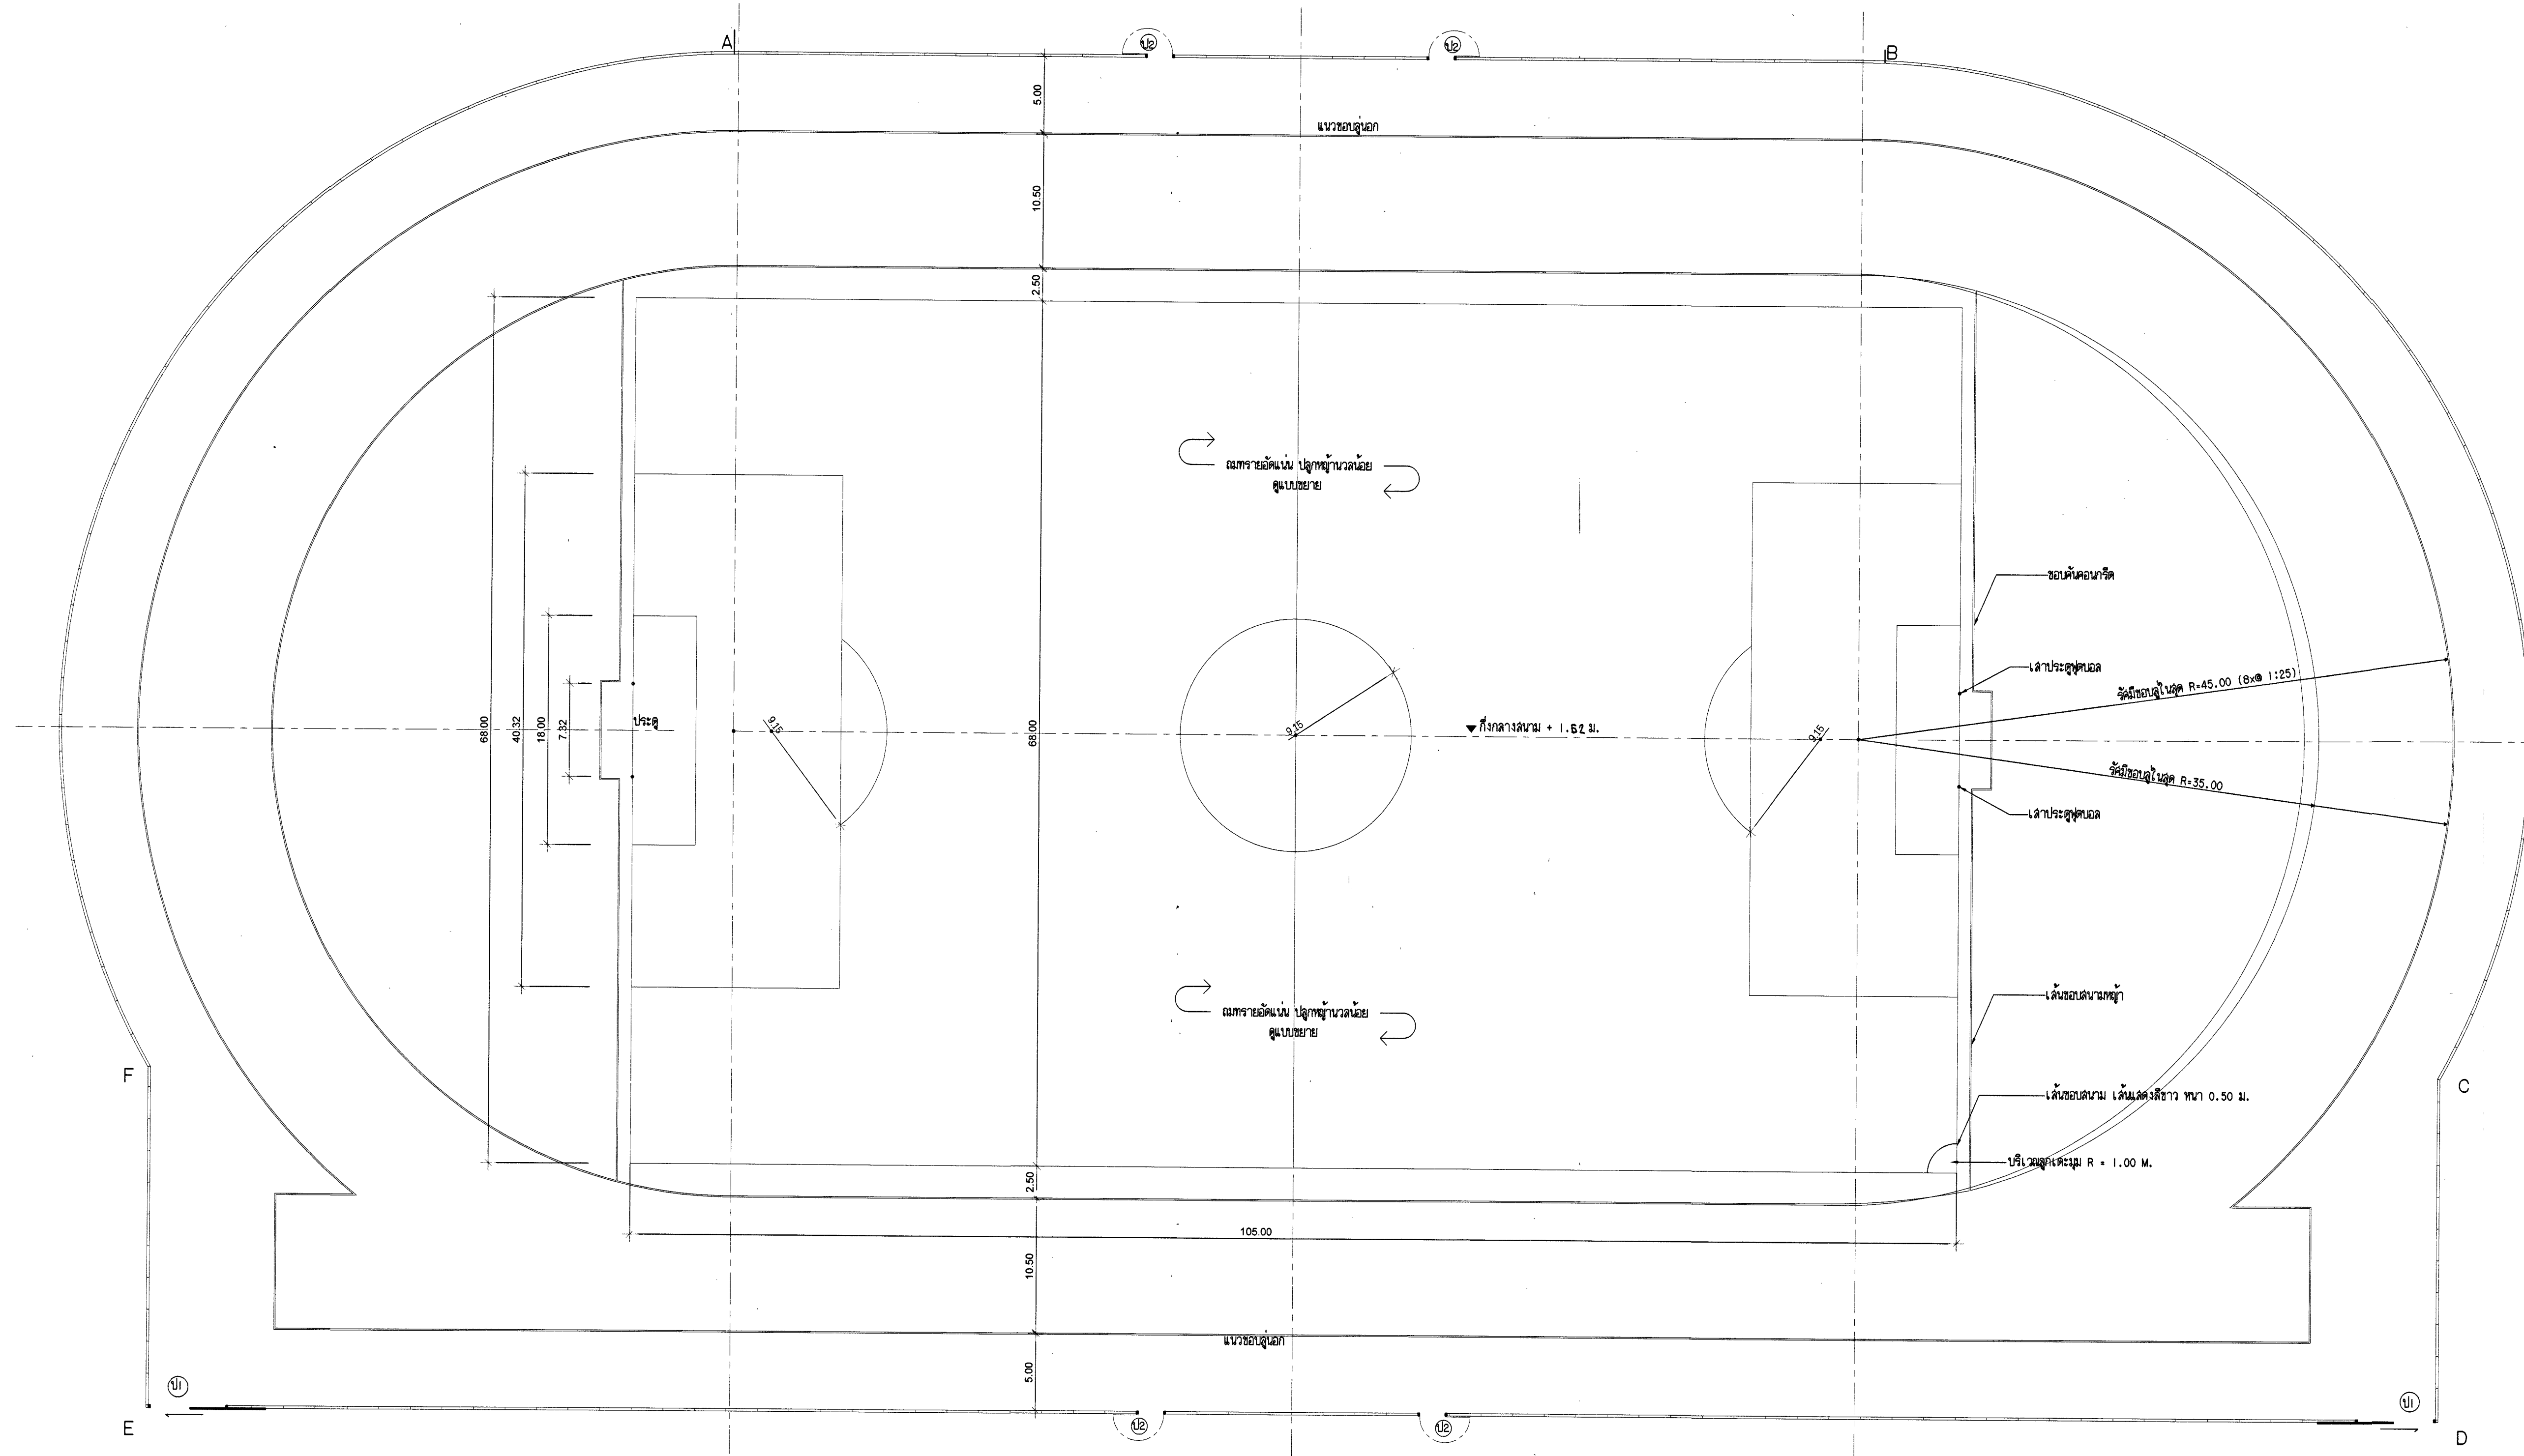 A
ป2
ป2
B
5.00
แนวขอบลู่นอก
10.50
2.50
ถมทรายอัดแน่น ปลูกหญ้านวลน้อย
ดูแบบขยาย
ขอบคันคอนกรีต
เสาประตูฟุตบอล
รัศมีขอบลู่ในสุด R=45.00 (8x@ 1:25)
68.00
40.32
18.00
7.32
ประตู
9.15
68.00
9.15
กึ่งกลางสนาม + 1.52 ม.
9.15
รัศมีขอบลู่ในสุด R=35.00
เสาประตูฟุตบอล
เส้นขอบสนามหญ้า
ถมทรายอัดแน่น ปลูกหญ้านวลน้อย
ดูแบบขยาย
F
C
เส้นขอบสนาม เส้นแสดงสีขาว หนา 0.50 ม.
บริเวณลูกเตะมุม R = 1.00 M.
2.50
105.00
10.50
แนวขอบลู่นอก
5.00
ป1
ป1
E
ป2
ป2
D